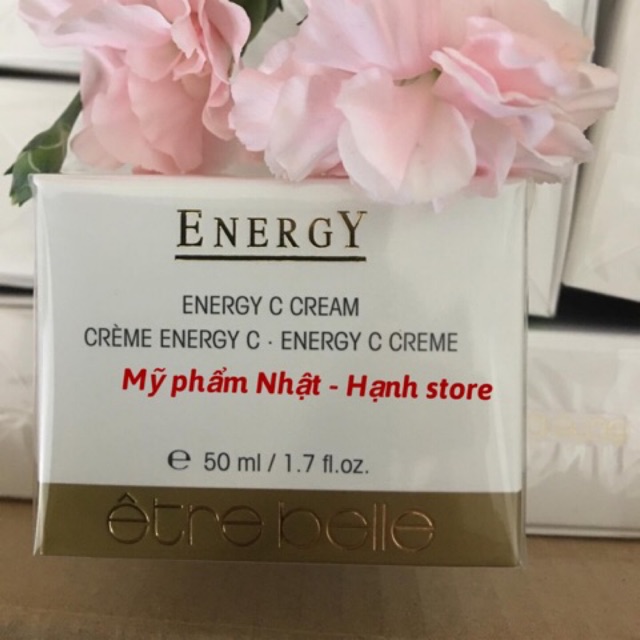 ENERGY
ENERGY C CREAM
CRÈME ENERGY C · ENERGY C CREME
Mỹ phẩm Nhật - Hạnh store
℮ 50 ml / 1.7 fl.oz.
être belle